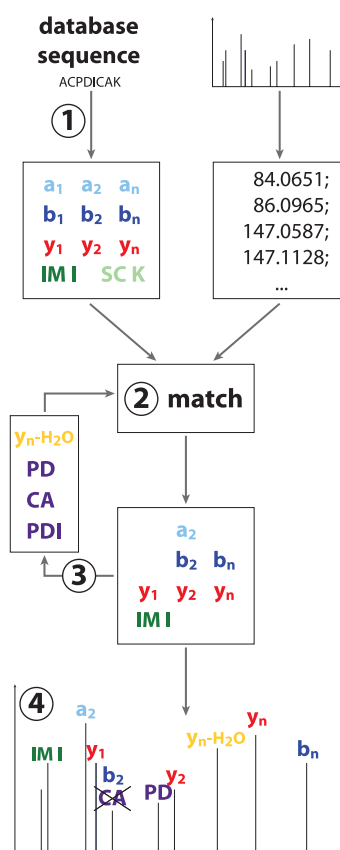 database
sequence
ACPDICAK
1
a1 a2 an
b1 b2 bn
y1 y2 yn
IM I SC K
84.0651;
86.0965;
147.0587;
147.1128;
...
2 match
yn-H2O
PD
CA
PDI
3
a2
b2 bn
y1 y2 yn
IM I
4
a2
IM I
y1
b2
CA
PD
y2
yn-H2O
yn
bn